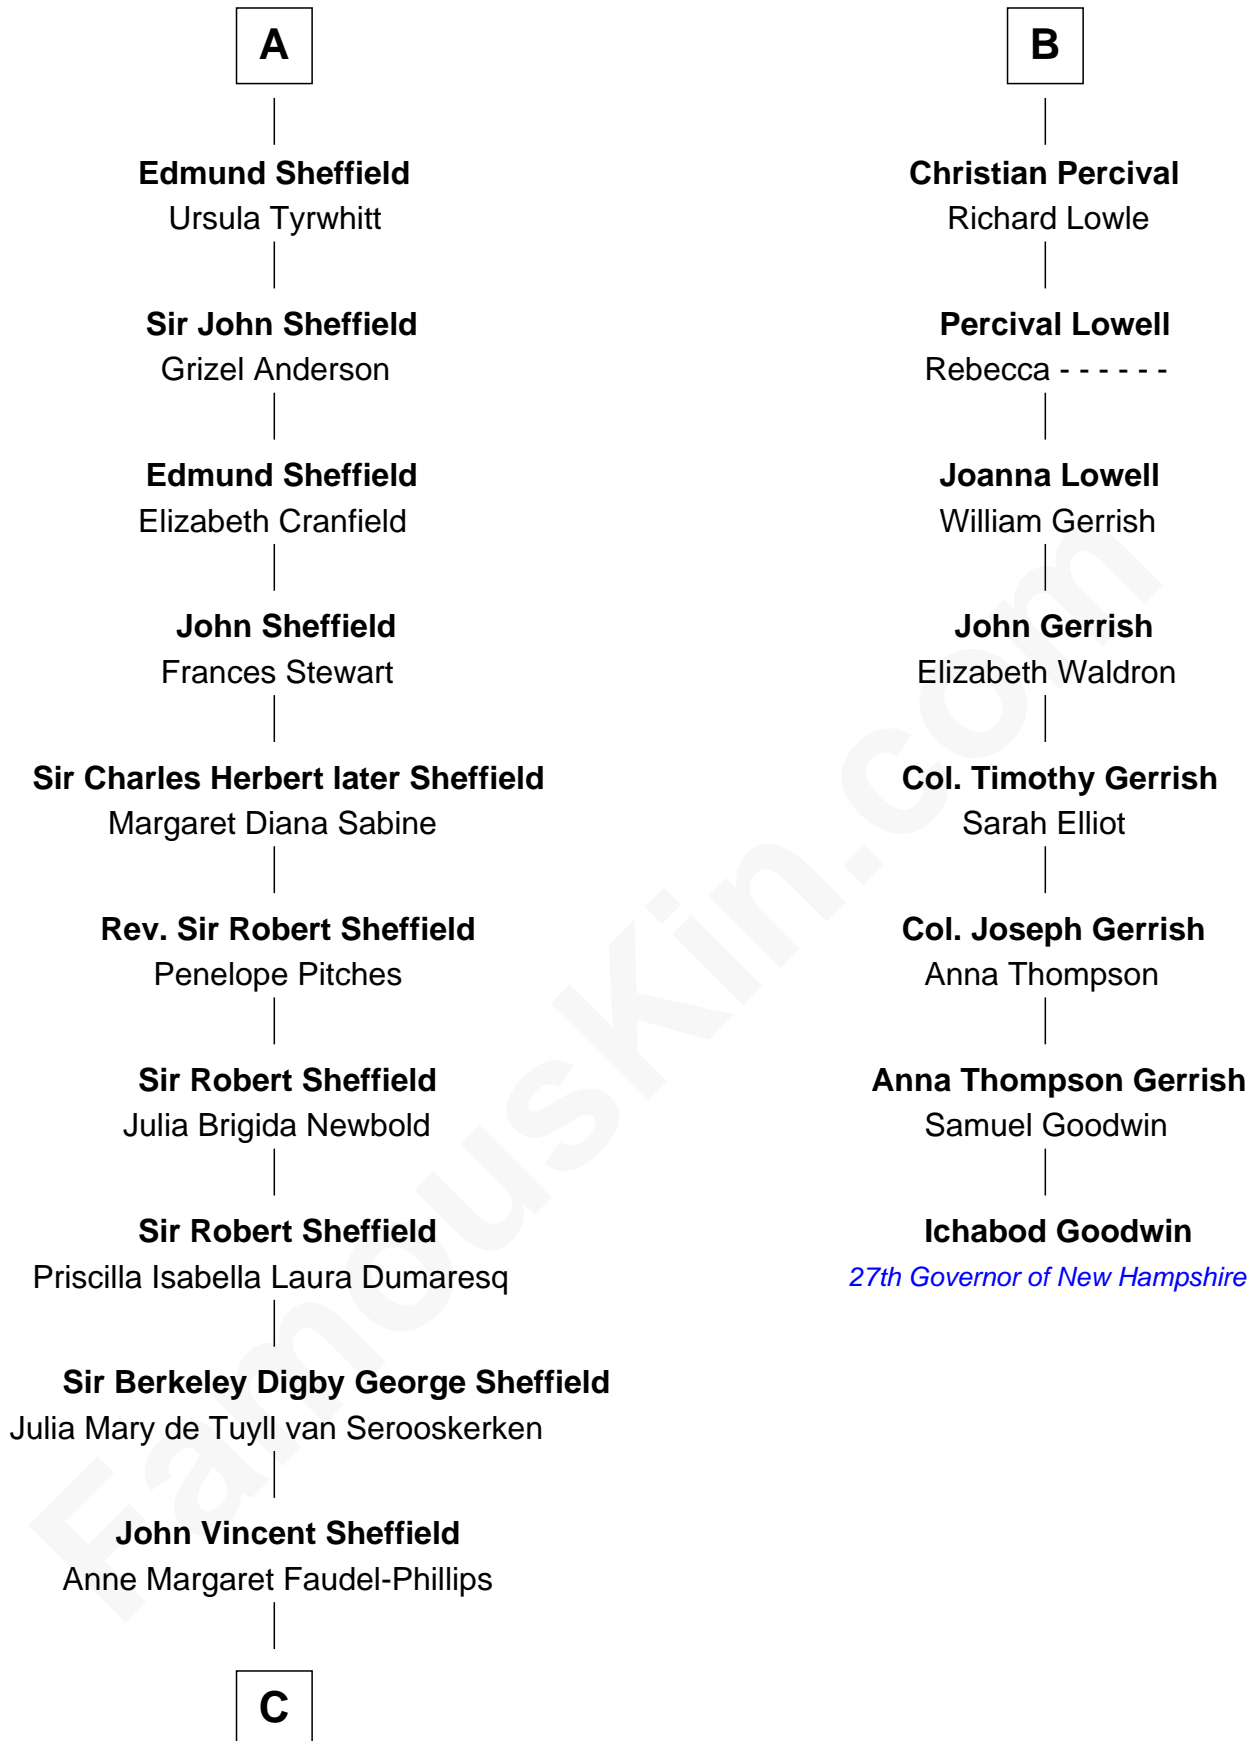 A
Edmund Sheffield
Ursula Tyrwhitt
Sir John Sheffield
Grizel Anderson
Edmund Sheffield
Elizabeth Cranfield
John Sheffield
Frances Stewart
Sir Charles Herbert later Sheffield
Margaret Diana Sabine
Rev. Sir Robert Sheffield
Penelope Pitches
Sir Robert Sheffield
Julia Brigida Newbold
Sir Robert Sheffield
Priscilla Isabella Laura Dumaresq
Sir Berkeley Digby George Sheffield
Julia Mary de Tuyll van Serooskerken
John Vincent Sheffield
Anne Margaret Faudel-Phillips
C
B
Christian Percival
Richard Lowle
Percival Lowell
Rebecca - - - - - -
Joanna Lowell
William Gerrish
John Gerrish
Elizabeth Waldron
Col. Timothy Gerrish
Sarah Elliot
Col. Joseph Gerrish
Anna Thompson
Anna Thompson Gerrish
Samuel Goodwin
Ichabod Goodwin
27th Governor of New Hampshire
FamousKin.com